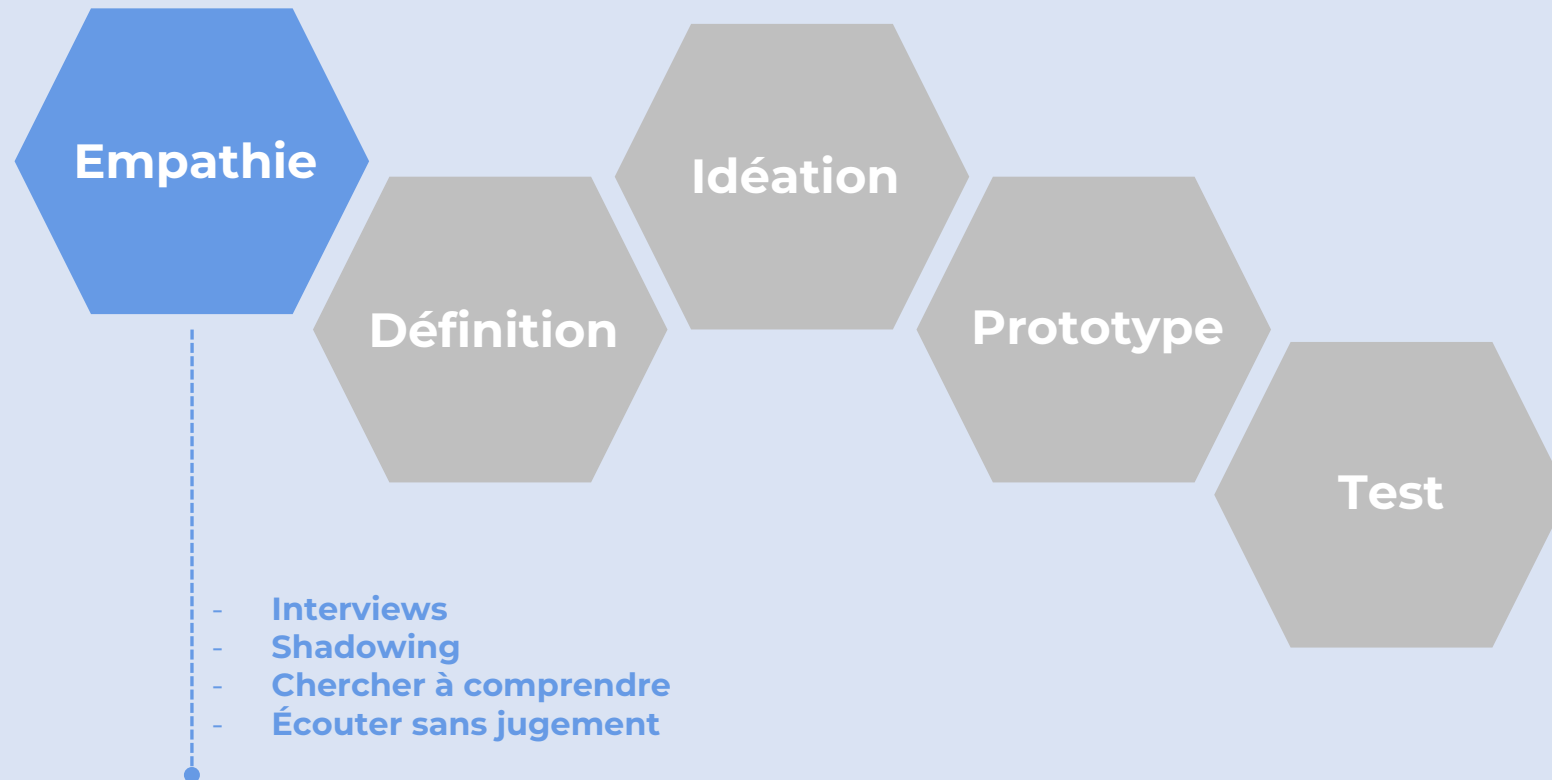 Empathie
Définition
Idéation
Prototype
Test
- Interviews
- Shadowing
- Chercher à comprendre
- Écouter sans jugement